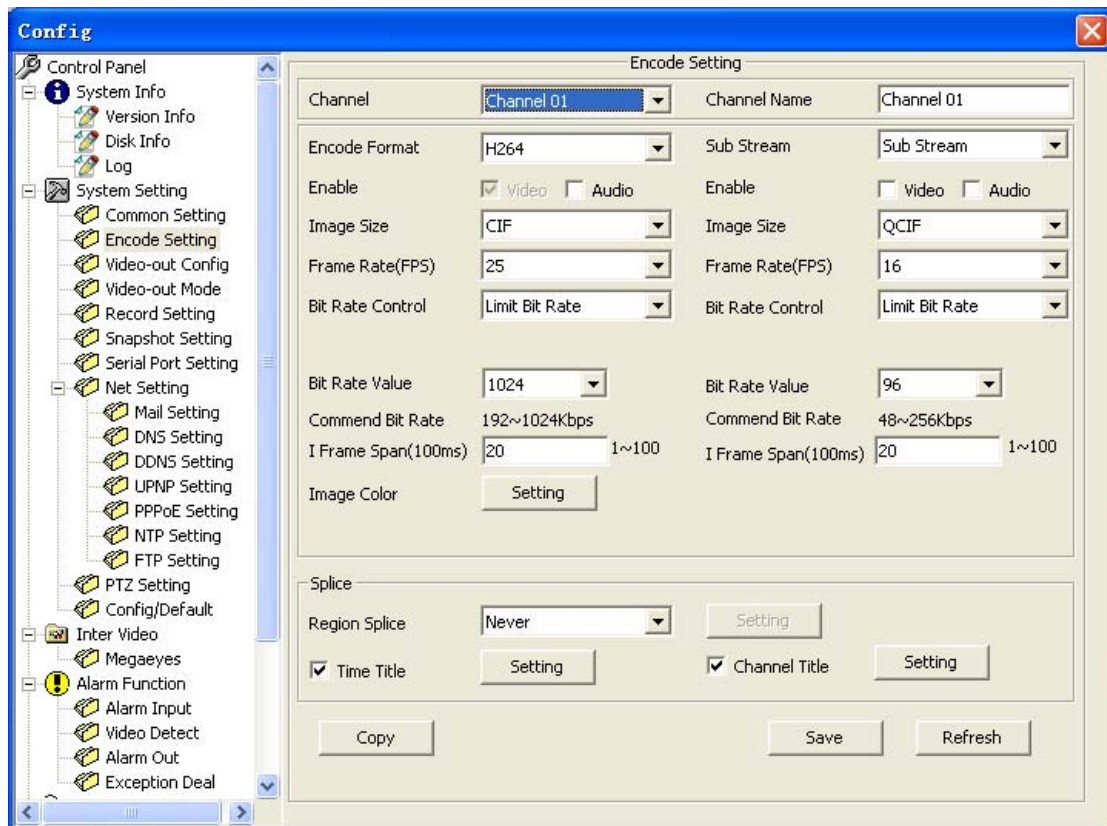 Config
Control Panel
System Info
Version Info
Disk Info
Log
System Setting
Common Setting
Encode Setting
Video-out Config
Video-out Mode
Record Setting
Snapshot Setting
Serial Port Setting
Net Setting
Mail Setting
DNS Setting
DDNS Setting
UPNP Setting
PPPoE Setting
NTP Setting
FTP Setting
PTZ Setting
Config/Default
Inter Video
Megaeyes
Alarm Function
Alarm Input
Video Detect
Alarm Out
Exception Deal
Encode Setting
Channel Channel 01 Channel Name Channel 01
Encode Format H264 Sub Stream Sub Stream
Enable Video Audio Enable Video Audio
Image Size CIF Image Size QCIF
Frame Rate(FPS) 25 Frame Rate(FPS) 16
Bit Rate Control Limit Bit Rate Bit Rate Control Limit Bit Rate
Bit Rate Value 1024 Bit Rate Value 96
Commend Bit Rate 192~1024Kbps Commend Bit Rate 48~256Kbps
I Frame Span(100ms) 20 1~100 I Frame Span(100ms) 20 1~100
Image Color Setting
Splice
Region Splice Never Setting
Time Title Setting Channel Title Setting
Copy Save Refresh